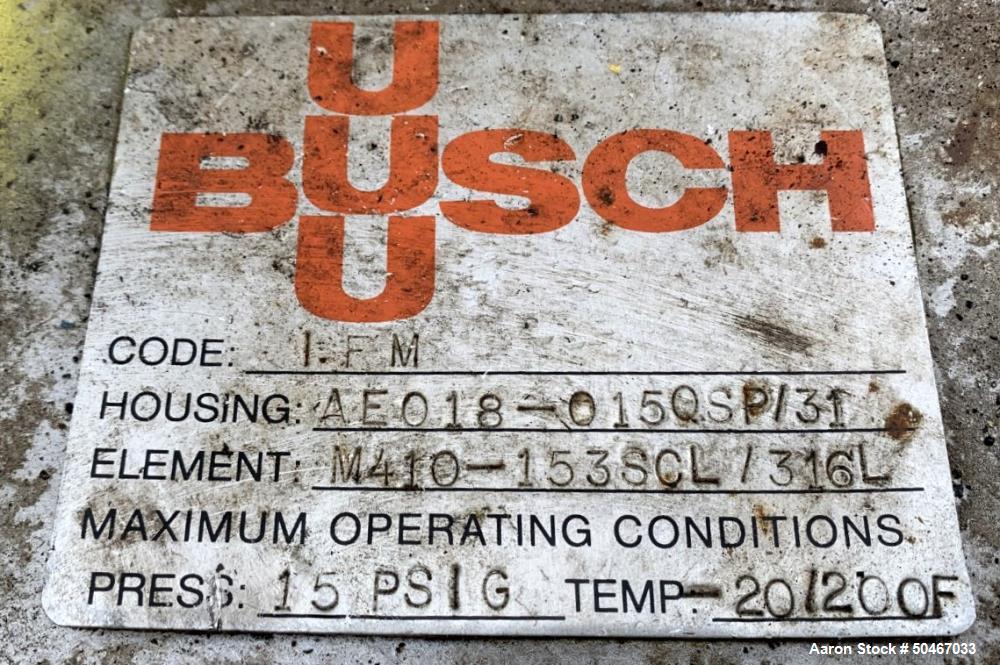 U
BUSCH
U
CODE: IFM
HOUSING: AE018-015QSP/31
ELEMENT: M410-153SCL/316L
MAXIMUM OPERATING CONDITIONS
PRESS: 15 PSIG TEMP: -20/200F
Aaron Stock # 50467033